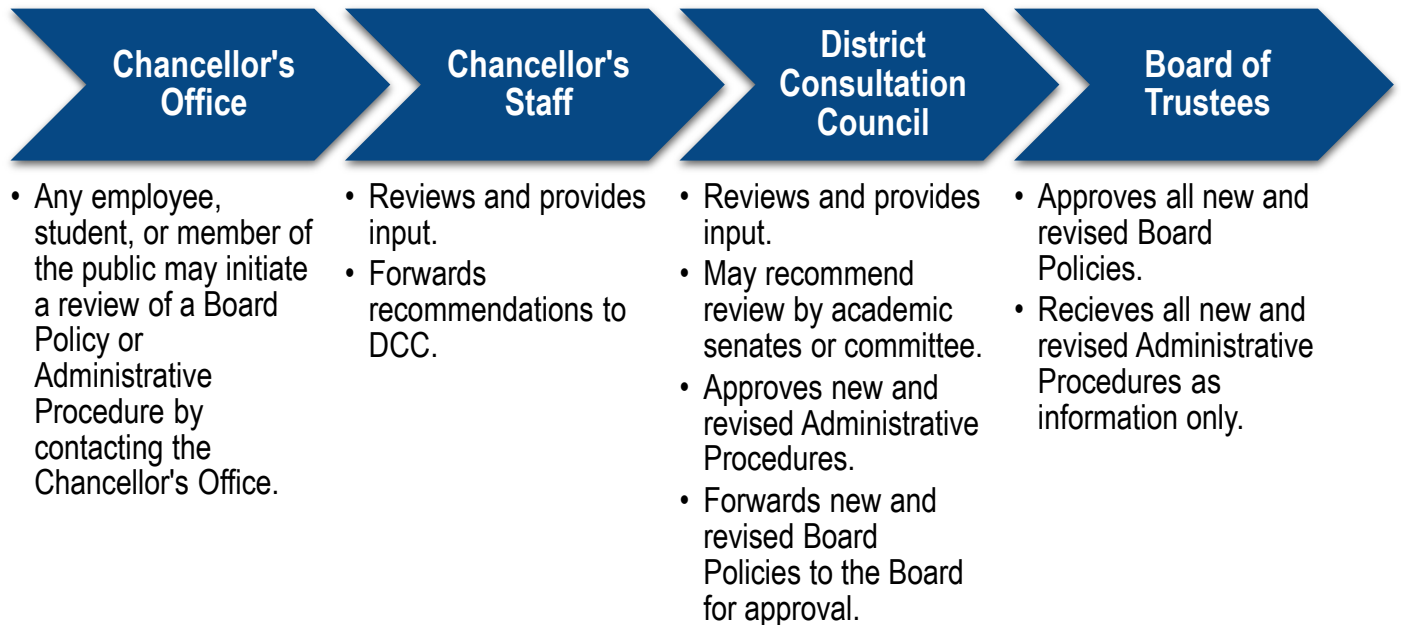 Chancellor's
Office
Chancellor's
Staff
District
Consultation
Council
Board of
Trustees
• Any employee,
student, or member of
the public may initiate
a review of a Board
Policy or
Administrative
Procedure by
contacting the
Chancellor's Office.
• Reviews and provides
input.
• Forwards
recommendations to
DCC.
• Reviews and provides
input.
• May recommend
review by academic
senates or committee.
• Approves new and
revised Administrative
Procedures.
• Forwards new and
revised Board
Policies to the Board
for approval.
• Approves all new and
revised Board
Policies.
• Recieves all new and
revised Administrative
Procedures as
information only.